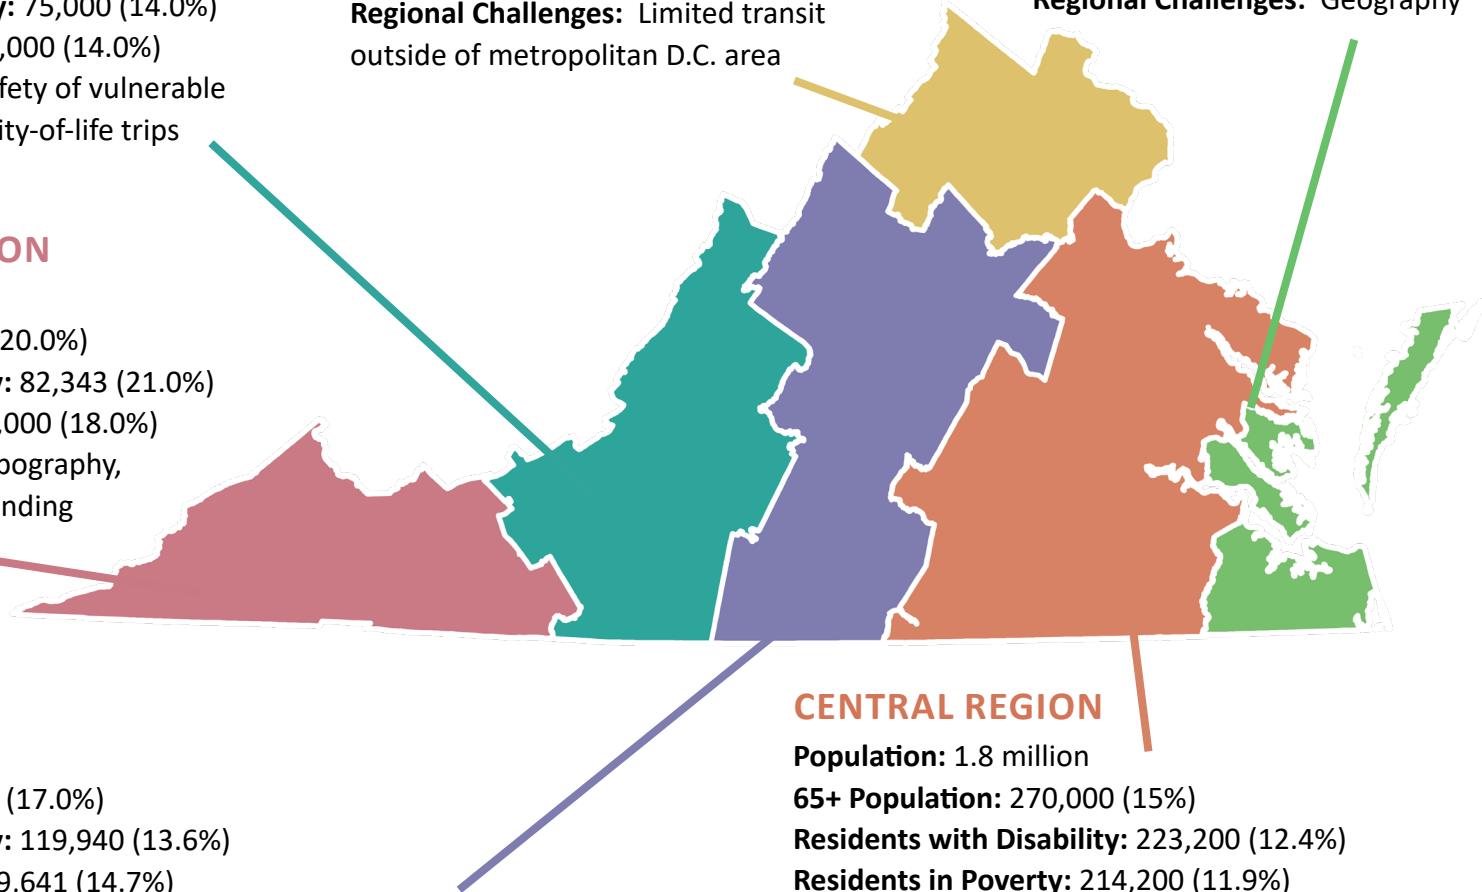 y: 75,000 (14.0%)
,000 (14.0%)
fety of vulnerable
ity-of-life trips
Regional Challenges: Limited transit
outside of metropolitan D.C. area
Regional Challenges: Geography
ON
20.0%)
y: 82,343 (21.0%)
,000 (18.0%)
pography,
nding
(17.0%)
y: 119,940 (13.6%)
9,641 (14.7%)
CENTRAL REGION
Population: 1.8 million
65+ Population: 270,000 (15%)
Residents with Disability: 223,200 (12.4%)
Residents in Poverty: 214,200 (11.9%)